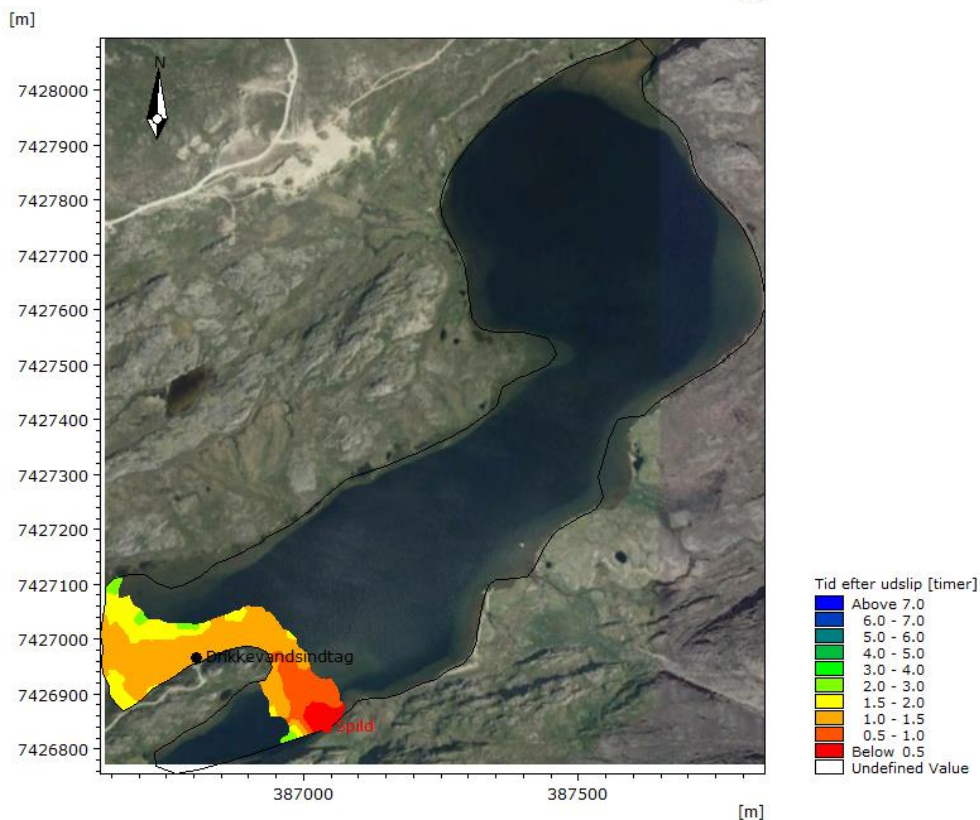 [m]
N
7428000
7427900
7427800
7427700
7427600
7427500
7427400
7427300
7427200
7427100
7427000
7426900
7426800
Drikkevandsindtag
Spild
387000
387500
[m]
Tid efter udslip [timer]
Above 7.0
6.0 - 7.0
5.0 - 6.0
4.0 - 5.0
3.0 - 4.0
2.0 - 3.0
1.5 - 2.0
1.0 - 1.5
0.5 - 1.0
Below 0.5
Undefined Value